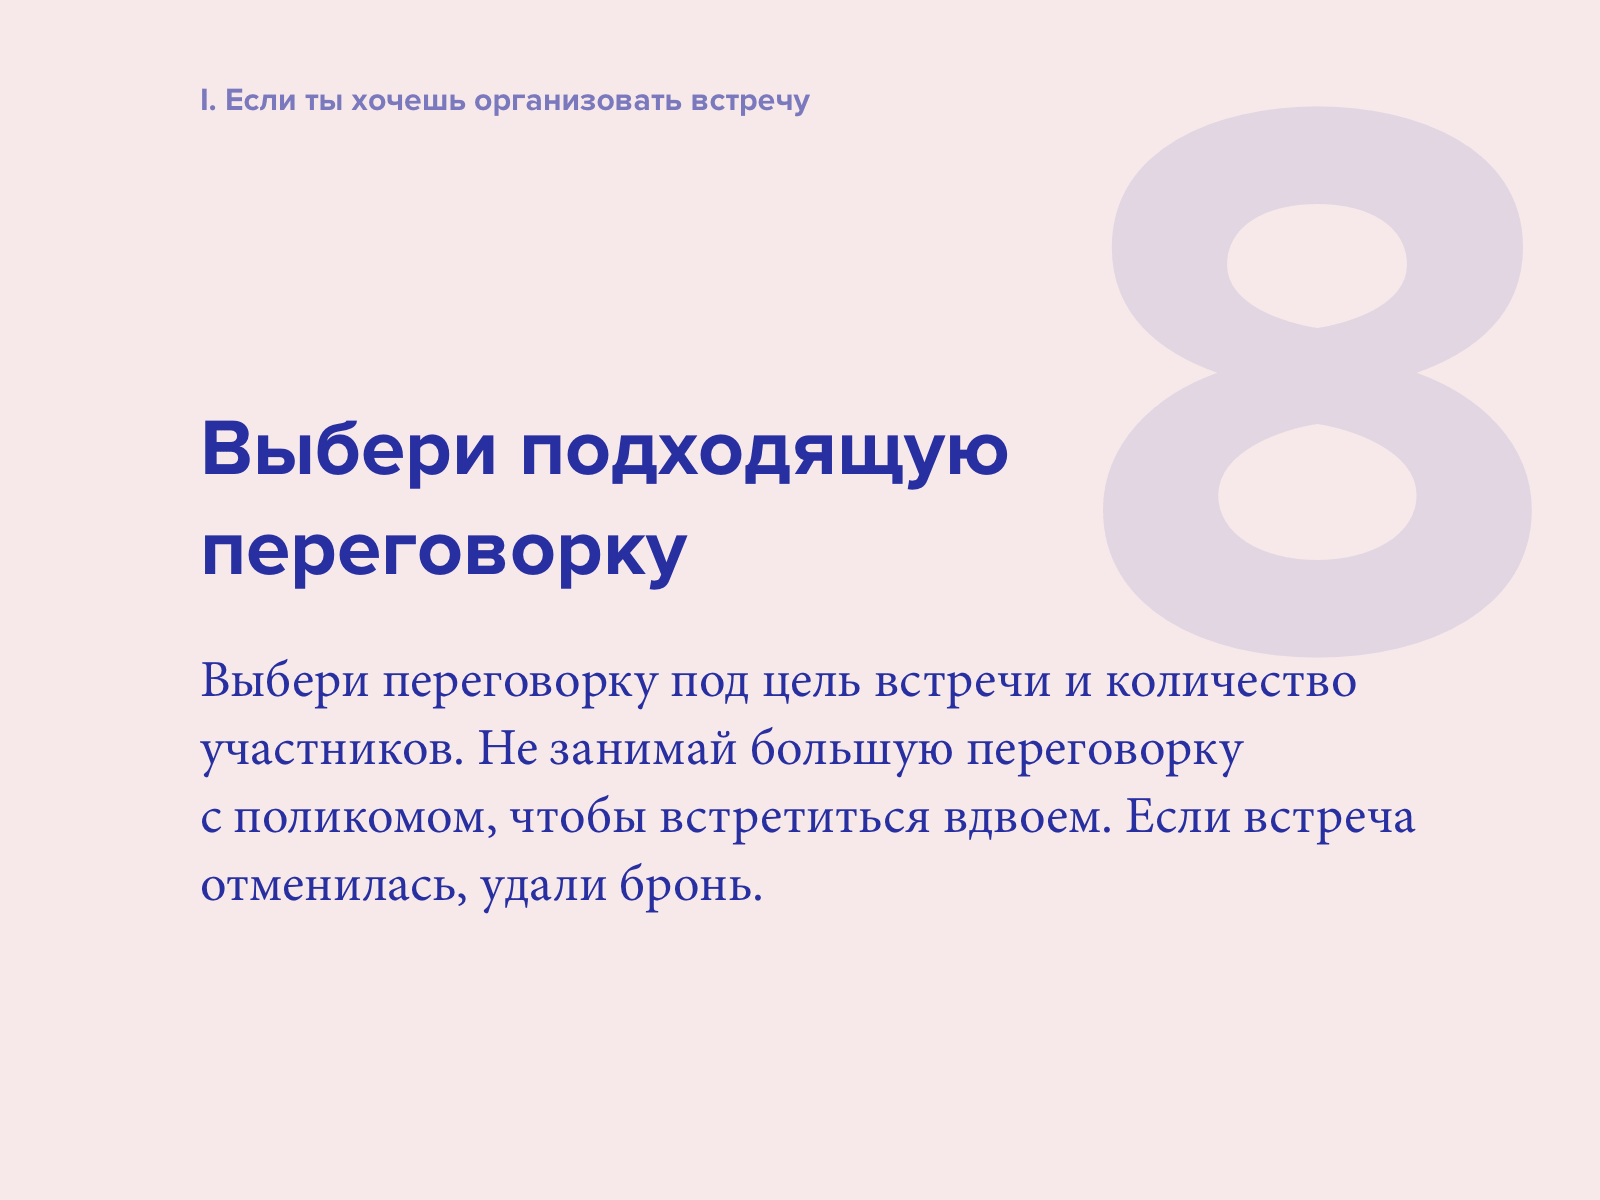 I. Если ты хочешь организовать встречу
8
Выбери подходящую
переговорку
Выбери переговорку под цель встречи и количество
участников. Не занимай большую переговорку
с поликомом, чтобы встретиться вдвоем. Если встреча
отменилась, удали бронь.